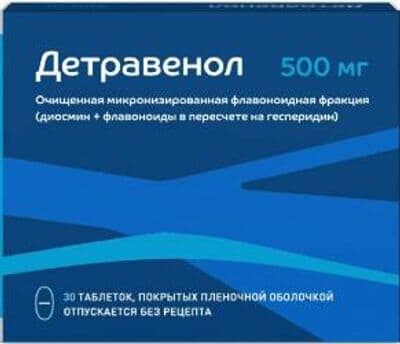 Детравенол 500 мг
Очищенная микронизированная флавоноидная фракция
(диосмин + флавоноиды в пересчете на гесперидин)
30 ТАБЛЕТОК, ПОКРЫТЫХ ПЛЕНОЧНОЙ ОБОЛОЧКОЙ
ОТПУСКАЕТСЯ БЕЗ РЕЦЕПТА